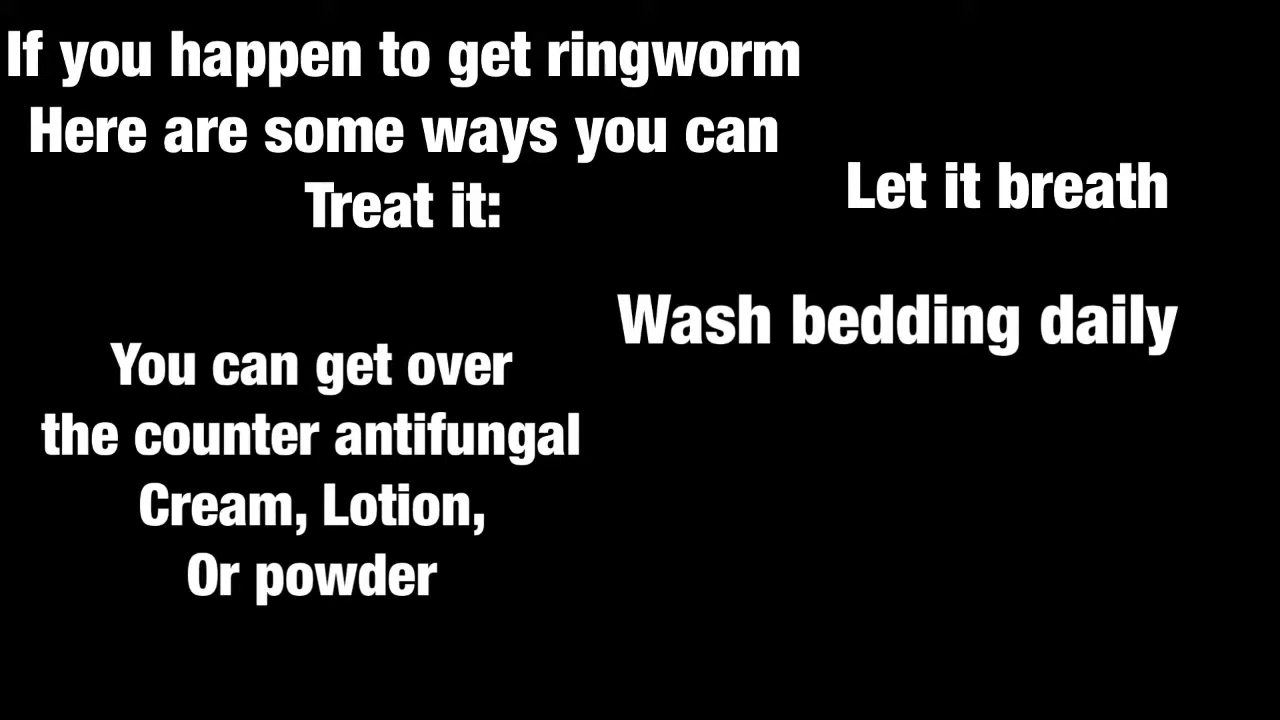 If you happen to get ringworm
Here are some ways you can
Treat it:
Let it breath
Wash bedding daily
You can get over
the counter antifungal
Cream, Lotion,
Or powder